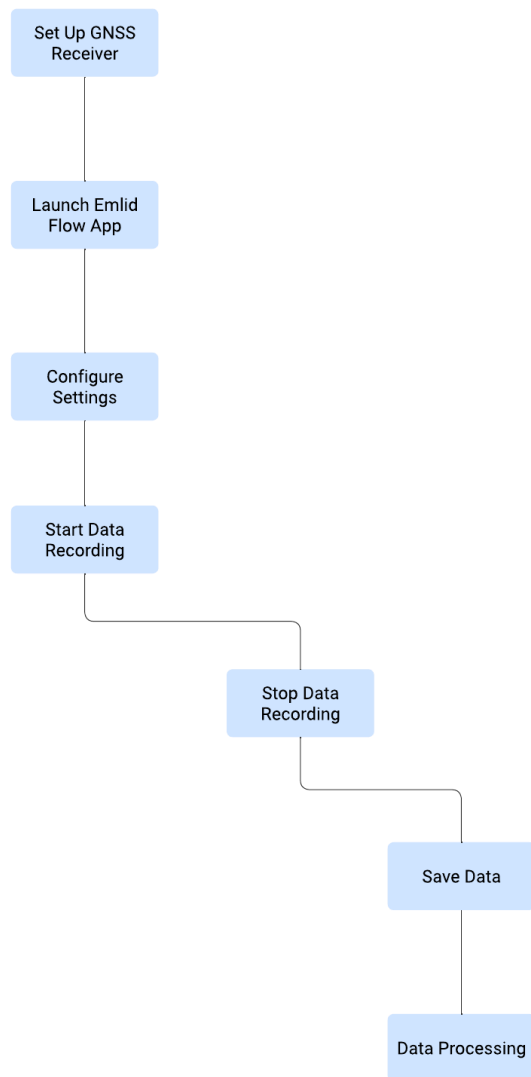 Set Up GNSS
Receiver
Launch Emlid
Flow App
Configure
Settings
Start Data
Recording
Stop Data
Recording
Save Data
Data Processing